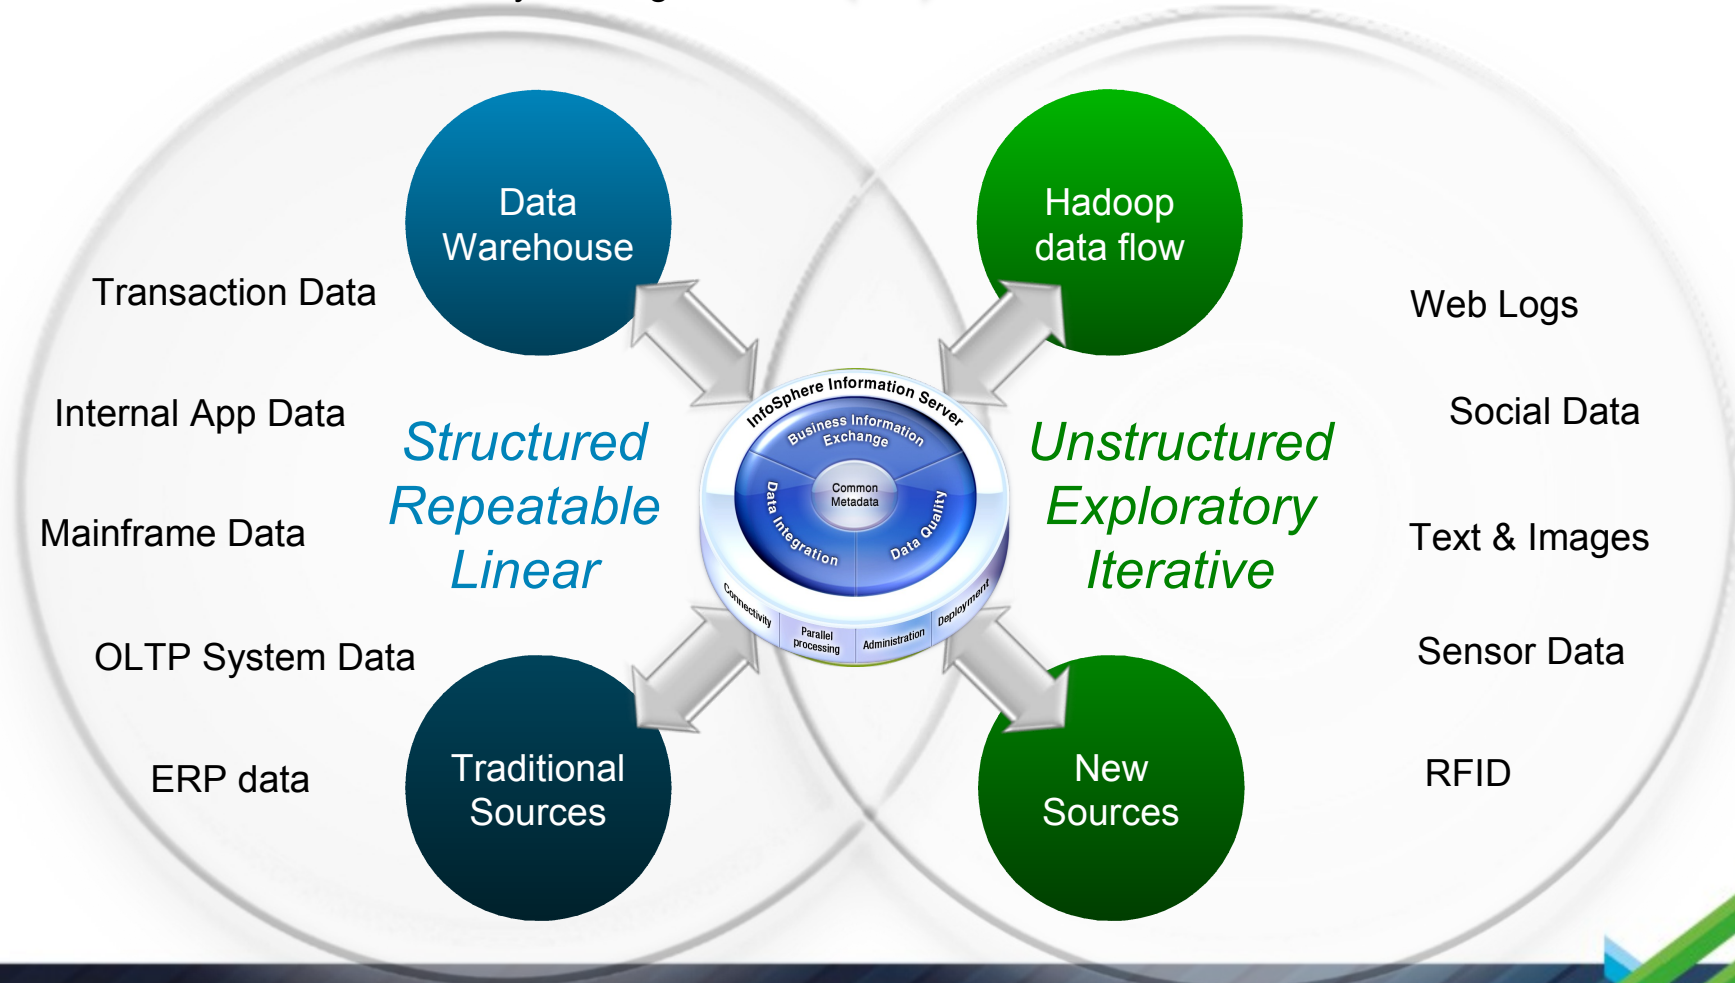 Data
Warehouse
Hadoop
data flow
Transaction Data
Internal App Data
Mainframe Data
OLTP System Data
ERP data
Structured
Repeatable
Linear
InfoSphere Information Server
Business Information
Exchange
Common
Metadata
Data Integration
Data Quality
Connectivity
Parallel
processing
Administration
Deployment
Unstructured
Exploratory
Iterative
Web Logs
Social Data
Text & Images
Sensor Data
RFID
Traditional
Sources
New
Sources